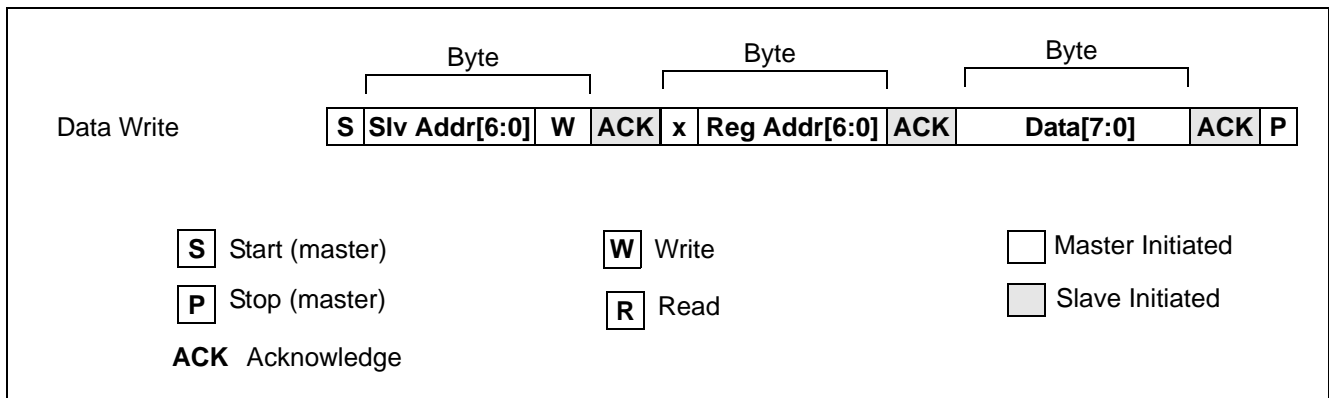 Byte Byte Byte
Data Write S Slv Addr[6:0] W ACK x Reg Addr[6:0] ACK Data[7:0] ACK P
S Start (master) W Write Master Initiated
P Stop (master) R Read Slave Initiated
ACK Acknowledge